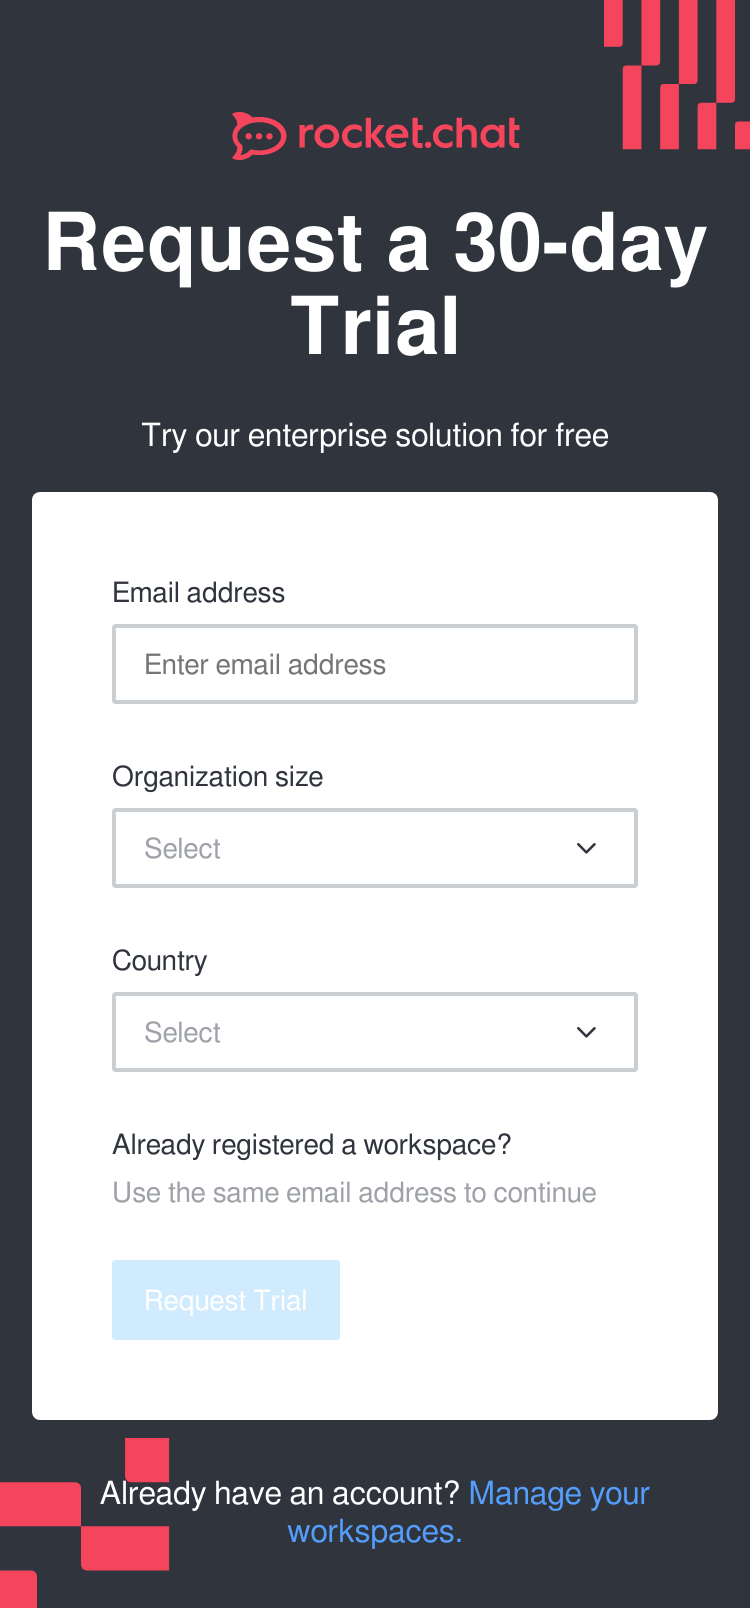 rocket.chat
Request a 30-day
Trial
Try our enterprise solution for free
Email address
Enter email address
Organization size
Select
Country
Select
Already registered a workspace?
Use the same email address to continue
Request Trial
Already have an account? Manage your
workspaces.